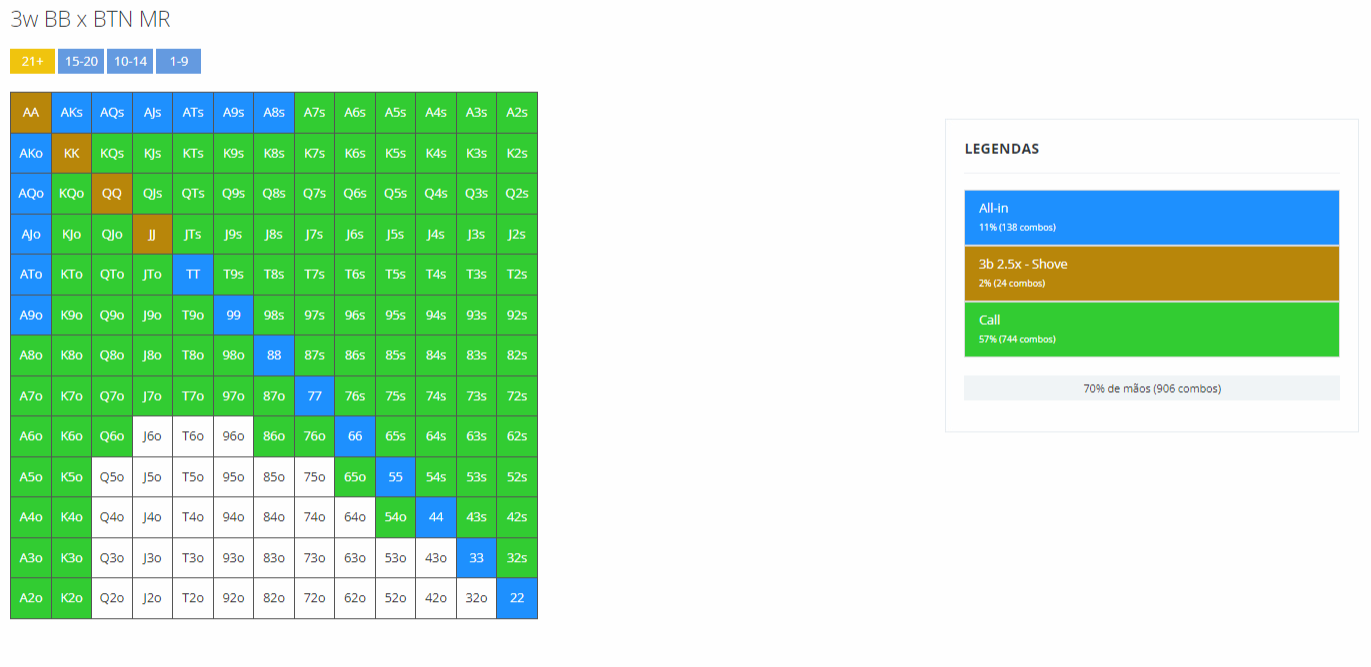 3w BB x BTN MR
21+ 15-20 10-14 1-9
AA AKs AQs AJs ATs A9s A8s A7s A6s A5s A4s A3s A2s
AKo KK KQs KJs KTs K9s K8s K7s K6s K5s K4s K3s K2s
AQo KQo QQ QJs QTs Q9s Q8s Q7s Q6s Q5s Q4s Q3s Q2s
AJo KJo QJo JJ JTs J9s J8s J7s J6s J5s J4s J3s J2s
ATo KTo QTo JTo TT T9s T8s T7s T6s T5s T4s T3s T2s
A9o K9o Q9o J9o T9o 99 98s 97s 96s 95s 94s 93s 92s
A8o K8o Q8o J8o T8o 98o 88 87s 86s 85s 84s 83s 82s
A7o K7o Q7o J7o T7o 97o 87o 77 76s 75s 74s 73s 72s
A6o K6o Q6o J6o T6o 96o 86o 76o 66 65s 64s 63s 62s
A5o K5o Q5o J5o T5o 95o 85o 75o 65o 55 54s 53s 52s
A4o K4o Q4o J4o T4o 94o 84o 74o 64o 54o 44 43s 42s
A3o K3o Q3o J3o T3o 93o 83o 73o 63o 53o 43o 33 32s
A2o K2o Q2o J2o T2o 92o 82o 72o 62o 52o 42o 32o 22
LEGENDAS
All-in
11% (138 combos)
3b 2.5x - Shove
2% (24 combos)
Call
57% (744 combos)
70% de mãos (906 combos)